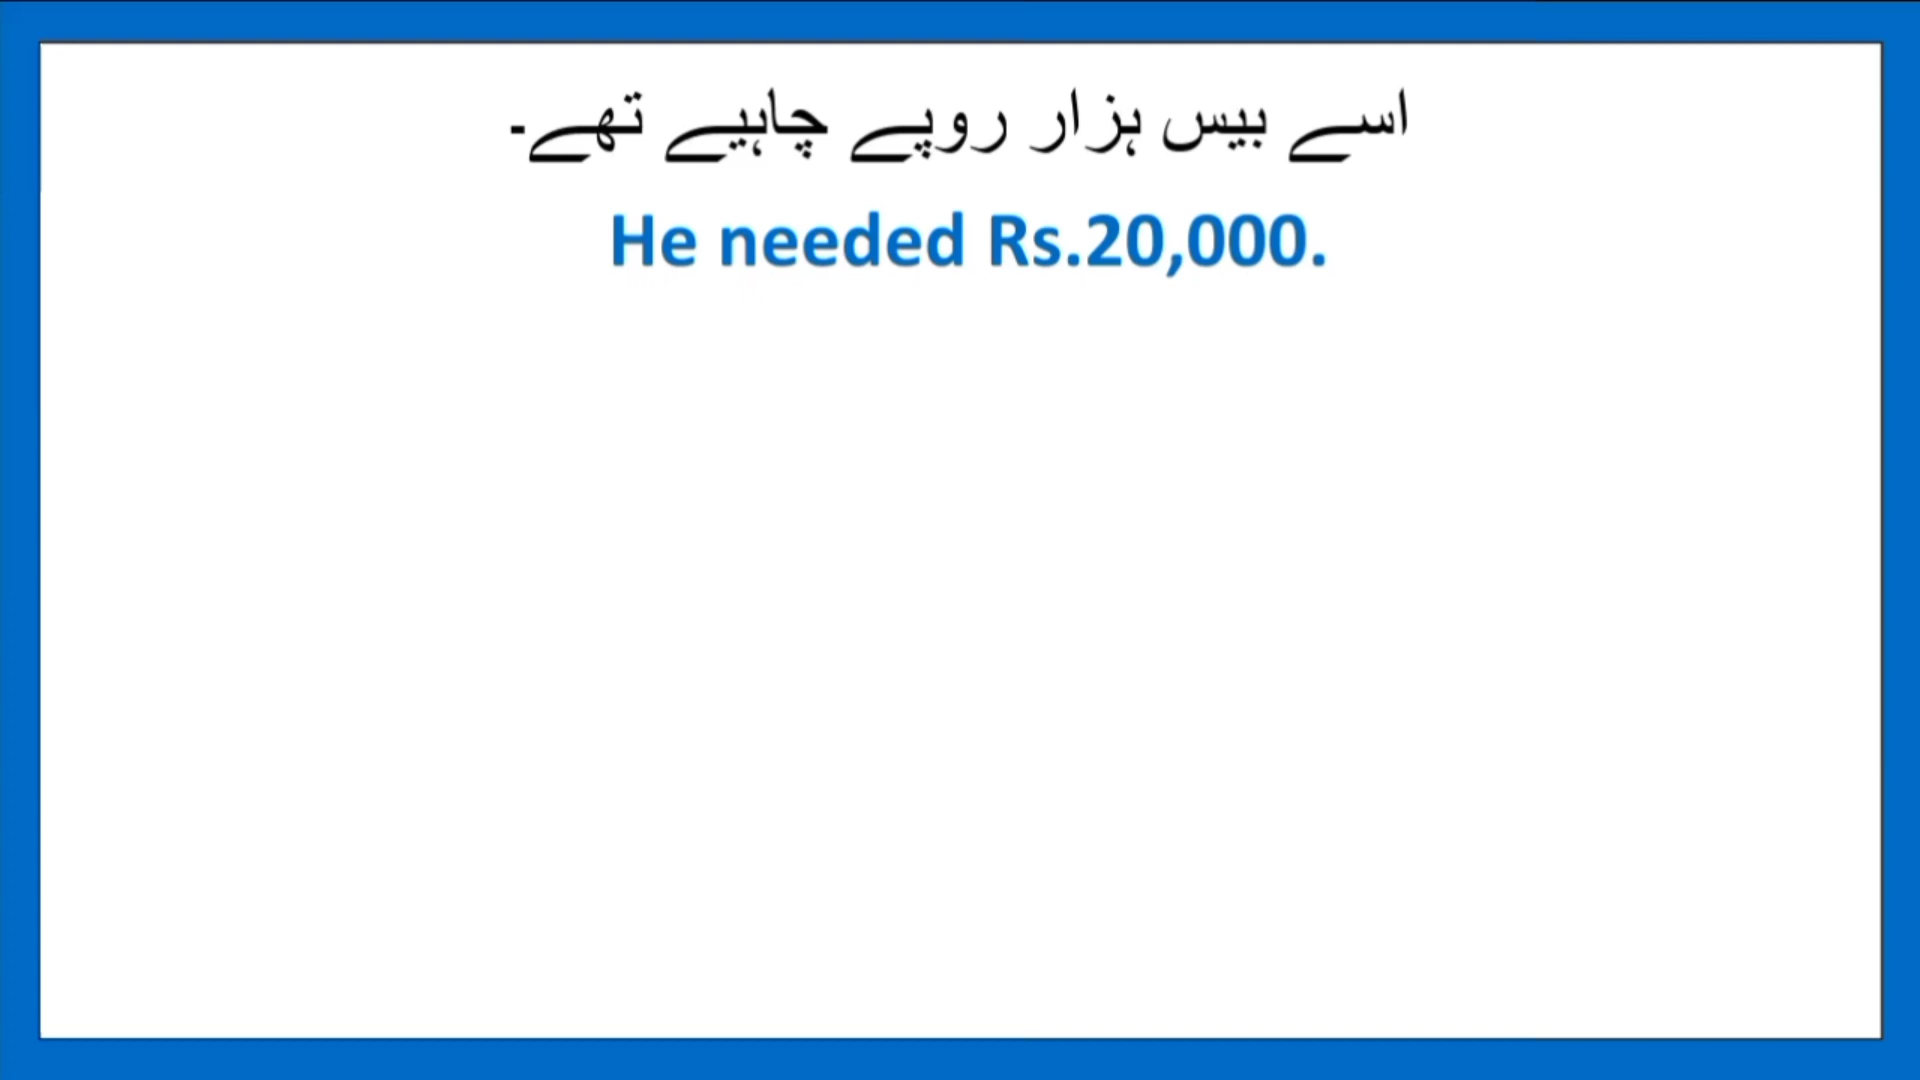 اسے بیس ہزار روپے چاہیے تھے۔
He needed Rs.20,000.